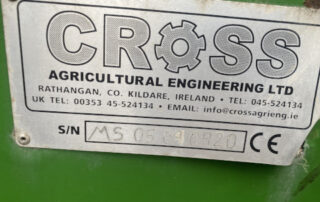 CROSS
AGRICULTURAL ENGINEERING LTD
RATHANGAN, CO. KILDARE, IRELAND • TEL: 045-524134
UK TEL: 00353 45-524134 • EMAIL: info@crossagrieng.ie
S/N MS CE